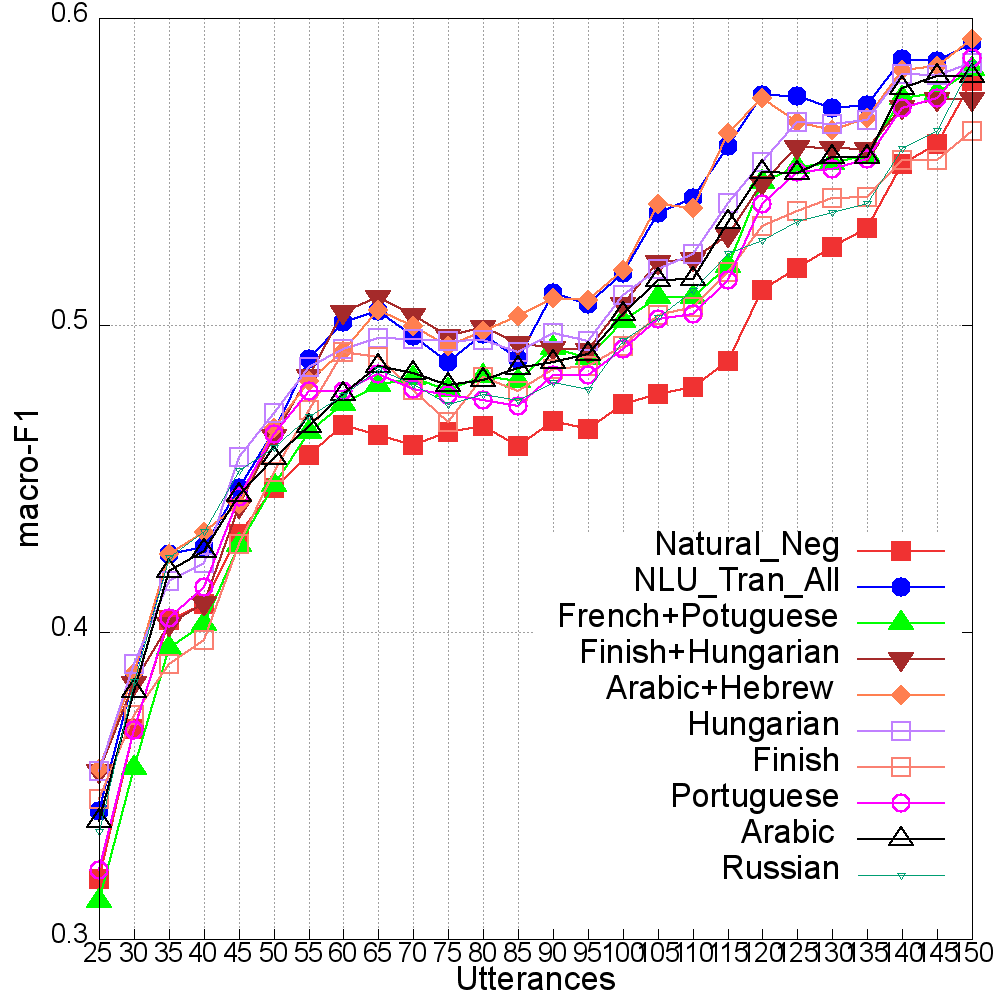 0.6
0.5
0.4
0.3
macro-F1
Natural_Neg
NLU_Tran_All
French+Potuguese
Finish+Hungarian
Arabic+Hebrew
Hungarian
Finish
Portuguese
Arabic
Russian
25 30 35 40 45 50 55 60 65 70 75 80 85 90 95 100 105 110 115 120 125 130 135 140 145 150
Utterances